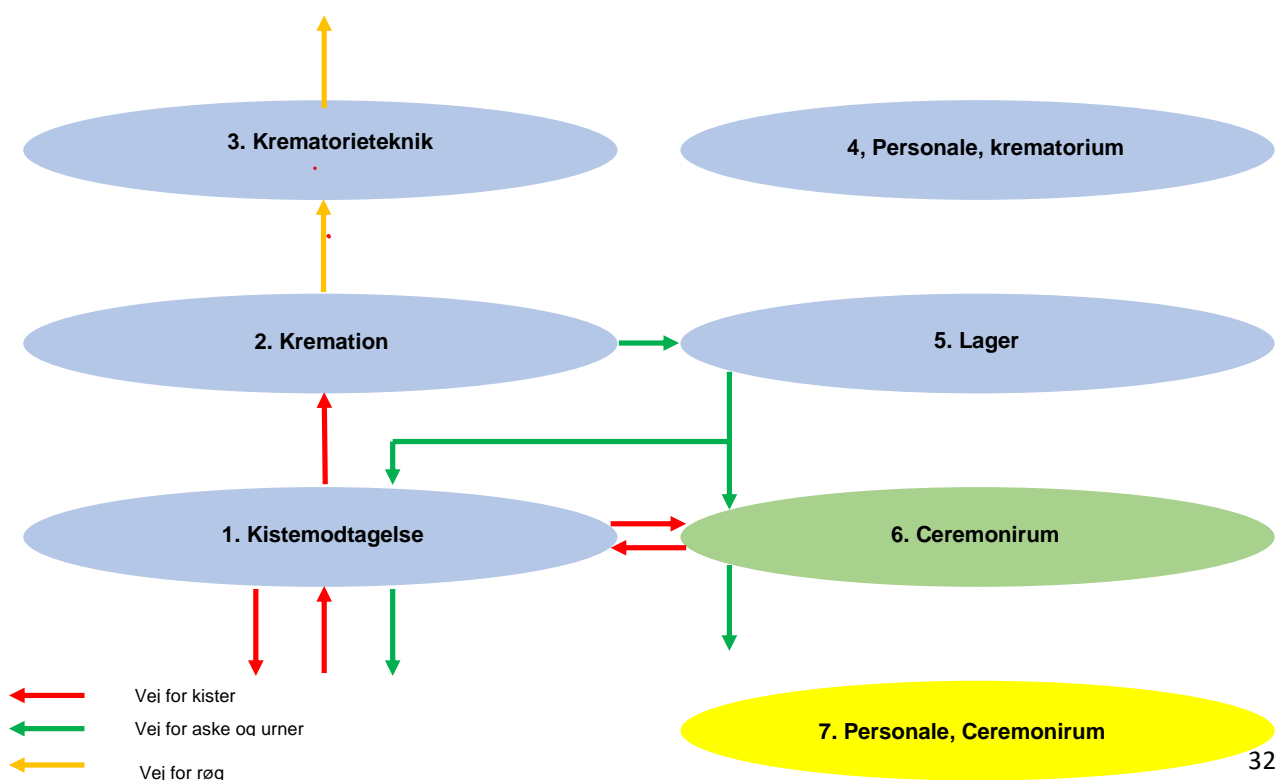 3. Krematorieteknik
4, Personale, krematorium
2. Kremation
5. Lager
1. Kistemodtagelse
6. Ceremonirum
Vej for kister
Vej for aske og urner
Vej for røg
7. Personale, Ceremonirum
32